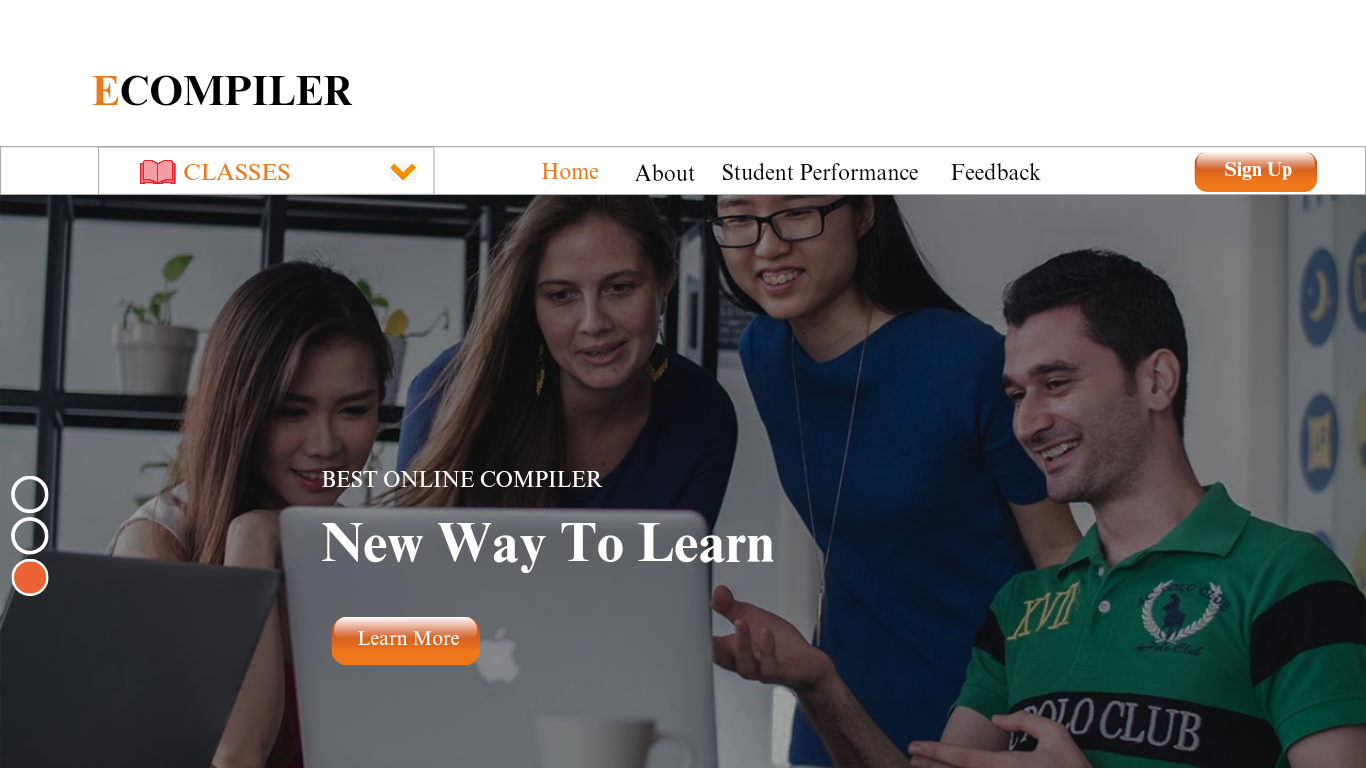 ECOMPILER
CLASSES
Home
About
Student Performance
Feedback
Sign Up
BEST ONLINE COMPILER
New Way To Learn
Learn More
XVII
POLO CLUB